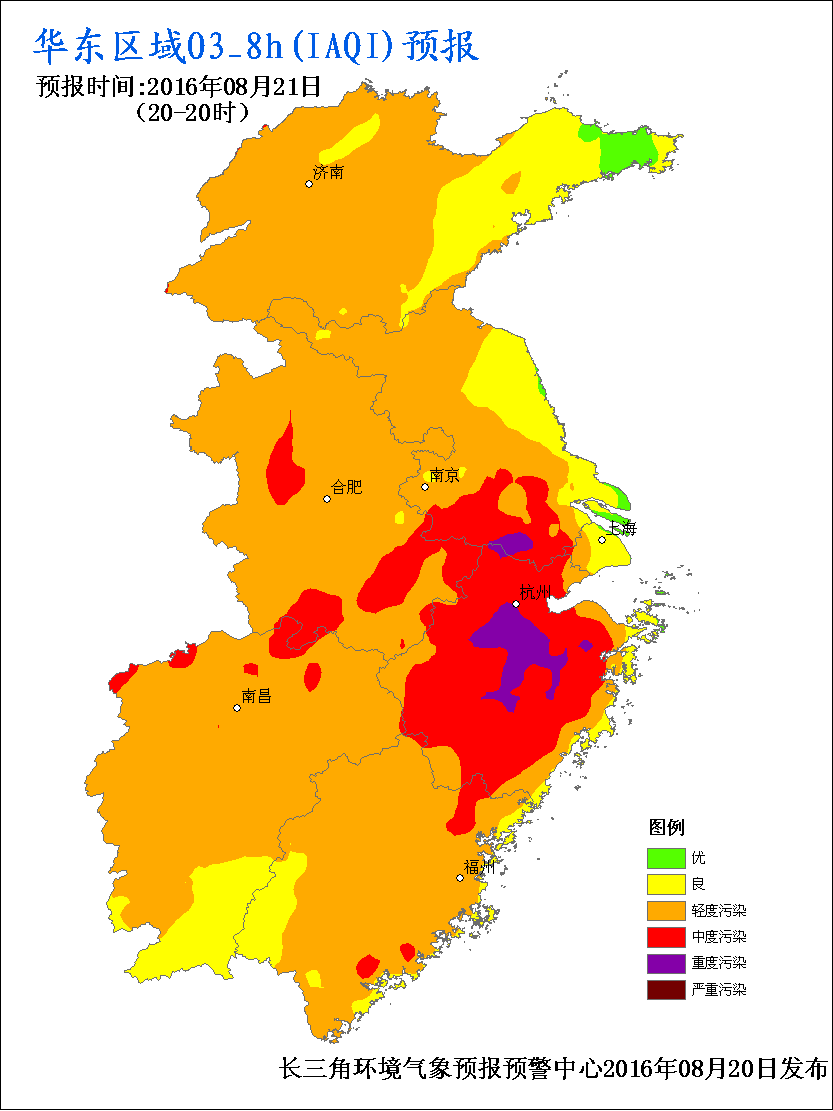 华东区域O3_8h(IAQI)预报
预报时间:2016年08月21日
(20-20时)
济南
南京
合肥
上海
杭州
南昌
福州
图例
优
良
轻度污染
中度污染
重度污染
严重污染
长三角环境气象预报预警中心2016年08月20日发布